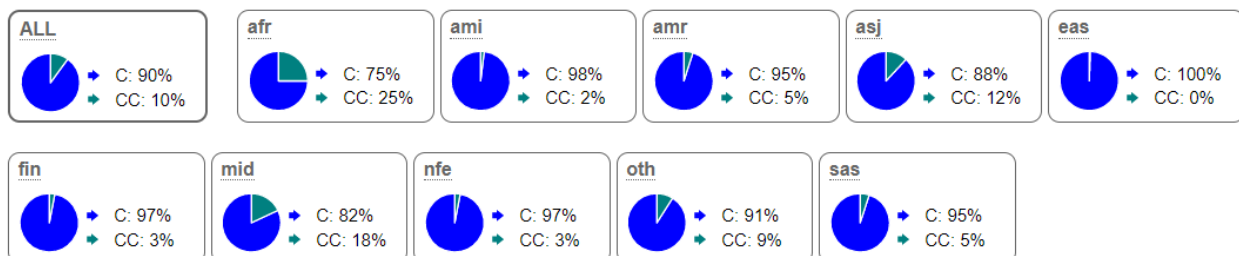 ALL
C: 90%
CC: 10%
afr
C: 75%
CC: 25%
ami
C: 98%
CC: 2%
amr
C: 95%
CC: 5%
asj
C: 88%
CC: 12%
eas
C: 100%
CC: 0%
fin
C: 97%
CC: 3%
mid
C: 82%
CC: 18%
nfe
C: 97%
CC: 3%
oth
C: 91%
CC: 9%
sas
C: 95%
CC: 5%